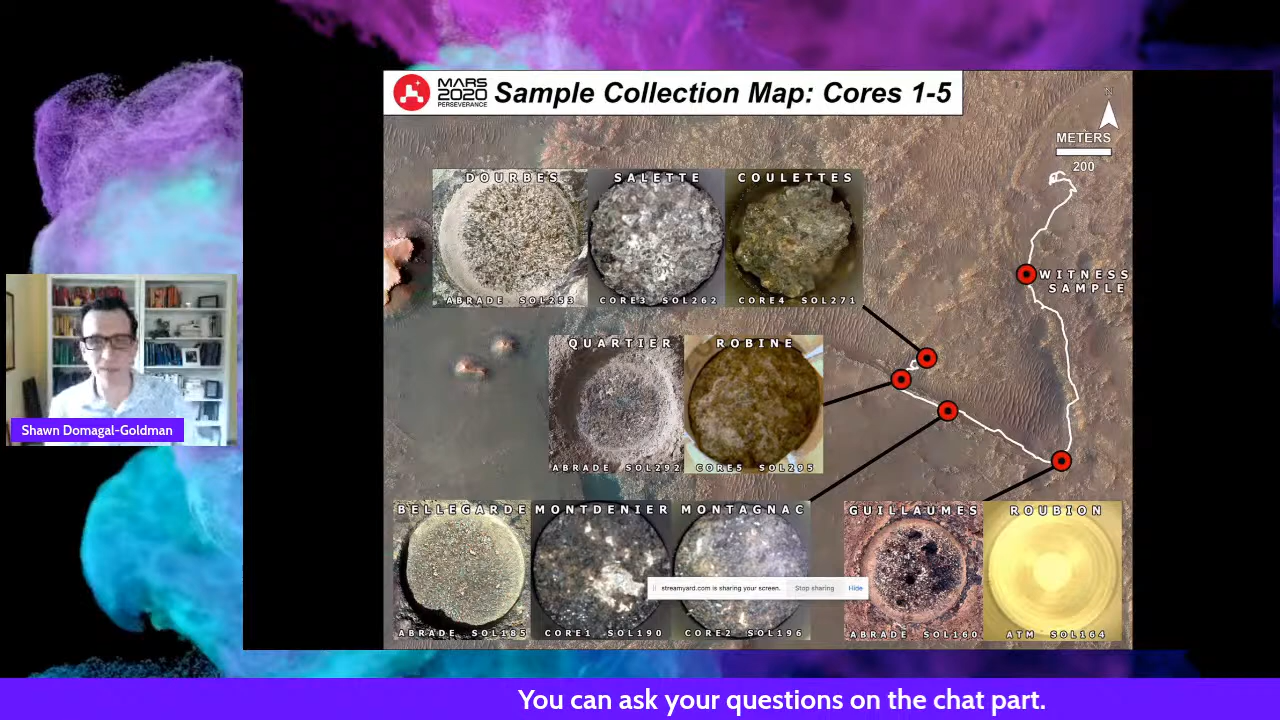 MARS
2020
PERSEVERANCE
Sample Collection Map: Cores 1-5
N
METERS
200
DOURBES
SALETTE
COULETTES
ABRADE SOL253
CORE3 SOL262
CORE4 SOL271
WITNESS
SAMPLE
QUARTIER
ROBINE
ABRADE SOL292
CORE5 SOL295
Shawn Domagal-Goldman
BELLEGARDE
MONTDENIER
MONTAGNAC
GUILLAUMES
ROUBION
streamyard.com is sharing your screen.
Stop sharing
Hide
ABRADE SOL185
CORE1 SOL190
CORE2 SOL196
ABRADE SOL160
ATM SOL164
You can ask your questions on the chat part.